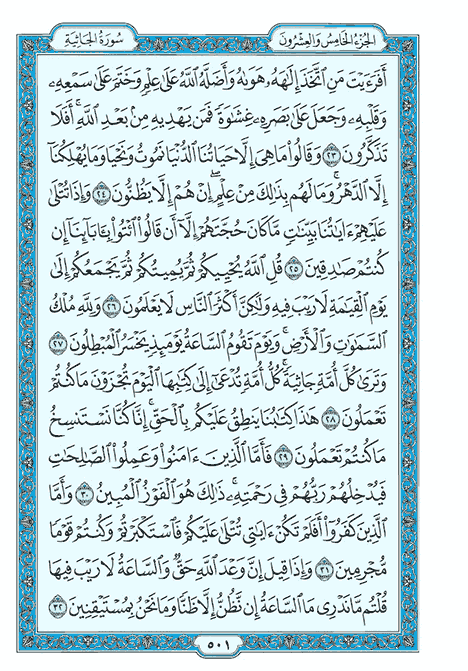 الجزء الخامس والعشرون
سورة الجاثية
أَفَرَءَيْتَ مَنِ ٱتَّخَذَ إِلَٰهَهُۥ هَوَىٰهُ وَأَضَلَّهُ ٱللَّهُ عَلَىٰ عِلْمٍ وَخَتَمَ عَلَىٰ سَمْعِهِۦ
وَقَلْبِهِۦ وَجَعَلَ عَلَىٰ بَصَرِهِۦ غِشَٰوَةً فَمَن يَهْدِيهِ مِنۢ بَعْدِ ٱللَّهِۚ أَفَلَا
تَذَكَّرُونَ ٢٣ وَقَالُوا۟ مَا هِىَ إِلَّا حَيَاتُنَا ٱلدُّنْيَا نَمُوتُ وَنَحْيَا وَمَا يُهْلِكُنَآ
إِلَّا ٱلدَّهْرُۚ وَمَا لَهُم بِذَٰلِكَ مِنْ عِلْمٍۖ إِنْ هُمْ إِلَّا يَظُنُّونَ ٢٤ وَإِذَا تُتْلَىٰ
عَلَيْهِمْ ءَايَٰتُنَا بَيِّنَٰتٍ مَّا كَانَ حُجَّتَهُمْ إِلَّآ أَن قَالُوا۟ ٱئْتُوا۟ بِـَٔابَآئِنَآ إِن
كُنتُمْ صَٰدِقِينَ ٢٥ قُلِ ٱللَّهُ يُحْيِيكُمْ ثُمَّ يُمِيتُكُمْ ثُمَّ يَجْمَعُكُمْ إِلَىٰ
يَوْمِ ٱلْقِيَٰمَةِ لَا رَيْبَ فِيهِ وَلَٰكِنَّ أَكْثَرَ ٱلنَّاسِ لَا يَعْلَمُونَ ٢٦ وَلِلَّهِ مُلْكُ
ٱلسَّمَٰوَٰتِ وَٱلْأَرْضِۚ وَيَوْمَ تَقُومُ ٱلسَّاعَةُ يَوْمَئِذٍ يَخْسَرُ ٱلْمُبْطِلُونَ ٢٧
وَتَرَىٰ كُلَّ أُمَّةٍ جَاثِيَةًۚ كُلُّ أُمَّةٍ تُدْعَىٰٓ إِلَىٰ كِتَٰبِهَا ٱلْيَوْمَ تُجْزَوْنَ مَا كُنتُمْ
تَعْمَلُونَ ٢٨ هَٰذَا كِتَٰبُنَا يَنطِقُ عَلَيْكُم بِٱلْحَقِّۚ إِنَّا كُنَّا نَسْتَنسِخُ
مَا كُنتُمْ تَعْمَلُونَ ٢٩ فَأَمَّا ٱلَّذِينَ ءَامَنُوا۟ وَعَمِلُوا۟ ٱلصَّٰلِحَٰتِ
فَيُدْخِلُهُمْ رَبُّهُمْ فِى رَحْمَتِهِۦۚ ذَٰلِكَ هُوَ ٱلْفَوْزُ ٱلْمُبِينُ ٣٠ وَأَمَّا
ٱلَّذِينَ كَفَرُوٓا۟ أَفَلَمْ تَكُنْ ءَايَٰتِى تُتْلَىٰ عَلَيْكُمْ فَٱسْتَكْبَرْتُمْ وَكُنتُمْ قَوْمًا
مُّجْرِمِينَ ٣١ وَإِذَا قِيلَ إِنَّ وَعْدَ ٱللَّهِ حَقٌّ وَٱلسَّاعَةُ لَا رَيْبَ فِيهَا
قُلْتُم مَّا نَدْرِى مَا ٱلسَّاعَةُ إِن نَّظُنُّ إِلَّا ظَنًّا وَمَا نَحْنُ بِمُسْتَيْقِنِينَ ٣٢
٥٠١